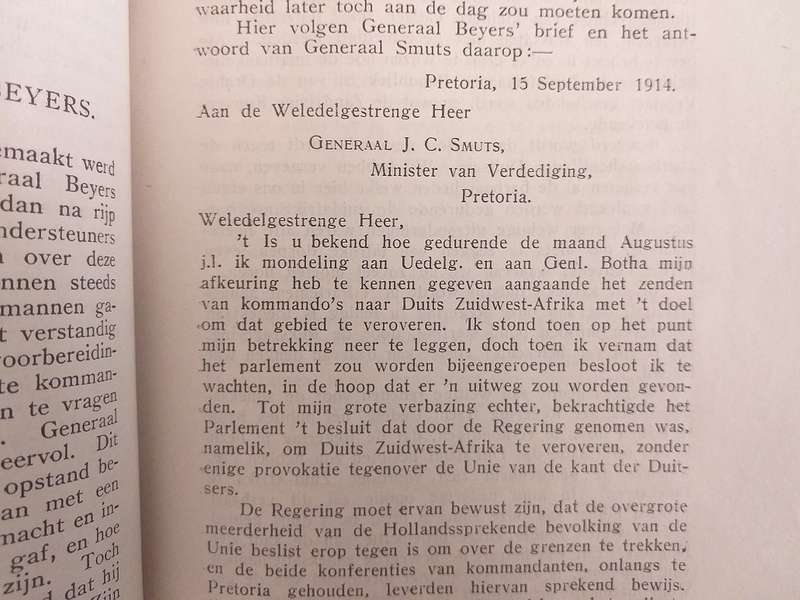 BEYERS.
emaakt werd
raal Beyers
dan na rijp
ndersteuners
over deze
nnen steeds
mannen ga-
t verstandig
oorbereidin-
te komman-
n te vragen
. Generaal
eervol. Dit
opstand be-
an met een
macht en in-
gaf, en hoe
zijn. Toch
d dat hij
Zijn
waarheid later toch aan de dag zou moeten komen.
Hier volgen Generaal Beyers' brief en het ant-
woord van Generaal Smuts daarop:—
Pretoria, 15 September 1914.
Aan de Weledelgestrenge Heer
GENERAAL J. C. SMUTS,
Minister van Verdediging,
Pretoria.
Weledelgestrenge Heer,
't Is u bekend hoe gedurende de maand Augustus
j.l. ik mondeling aan Uedelg. en aan Genl. Botha mijn
afkeuring heb te kennen gegeven aangaande het zenden
van kommando's naar Duits Zuidwest-Afrika met 't doel
om dat gebied te veroveren. Ik stond toen op het punt
mijn betrekking neer te leggen, doch toen ik vernam dat
het parlement zou worden bijeengeroepen besloot ik te
wachten, in de hoop dat er 'n uitweg zou worden gevon-
den. Tot mijn grote verbazing echter, bekrachtigde het
Parlement 't besluit dat door de Regering genomen was,
namelik, om Duits Zuidwest-Afrika te veroveren, zonder
enige provokatie tegenover de Unie van de kant der Duit-
sers.
De Regering moet ervan bewust zijn, dat de overgrote
meerderheid van de Hollandssprekende bevolking van de
Unie beslist erop tegen is om over de grenzen te trekken,
en de beide konferenties van kommandanten, onlangs te
Pretoria gehouden, leverden hiervan sprekend bewijs.